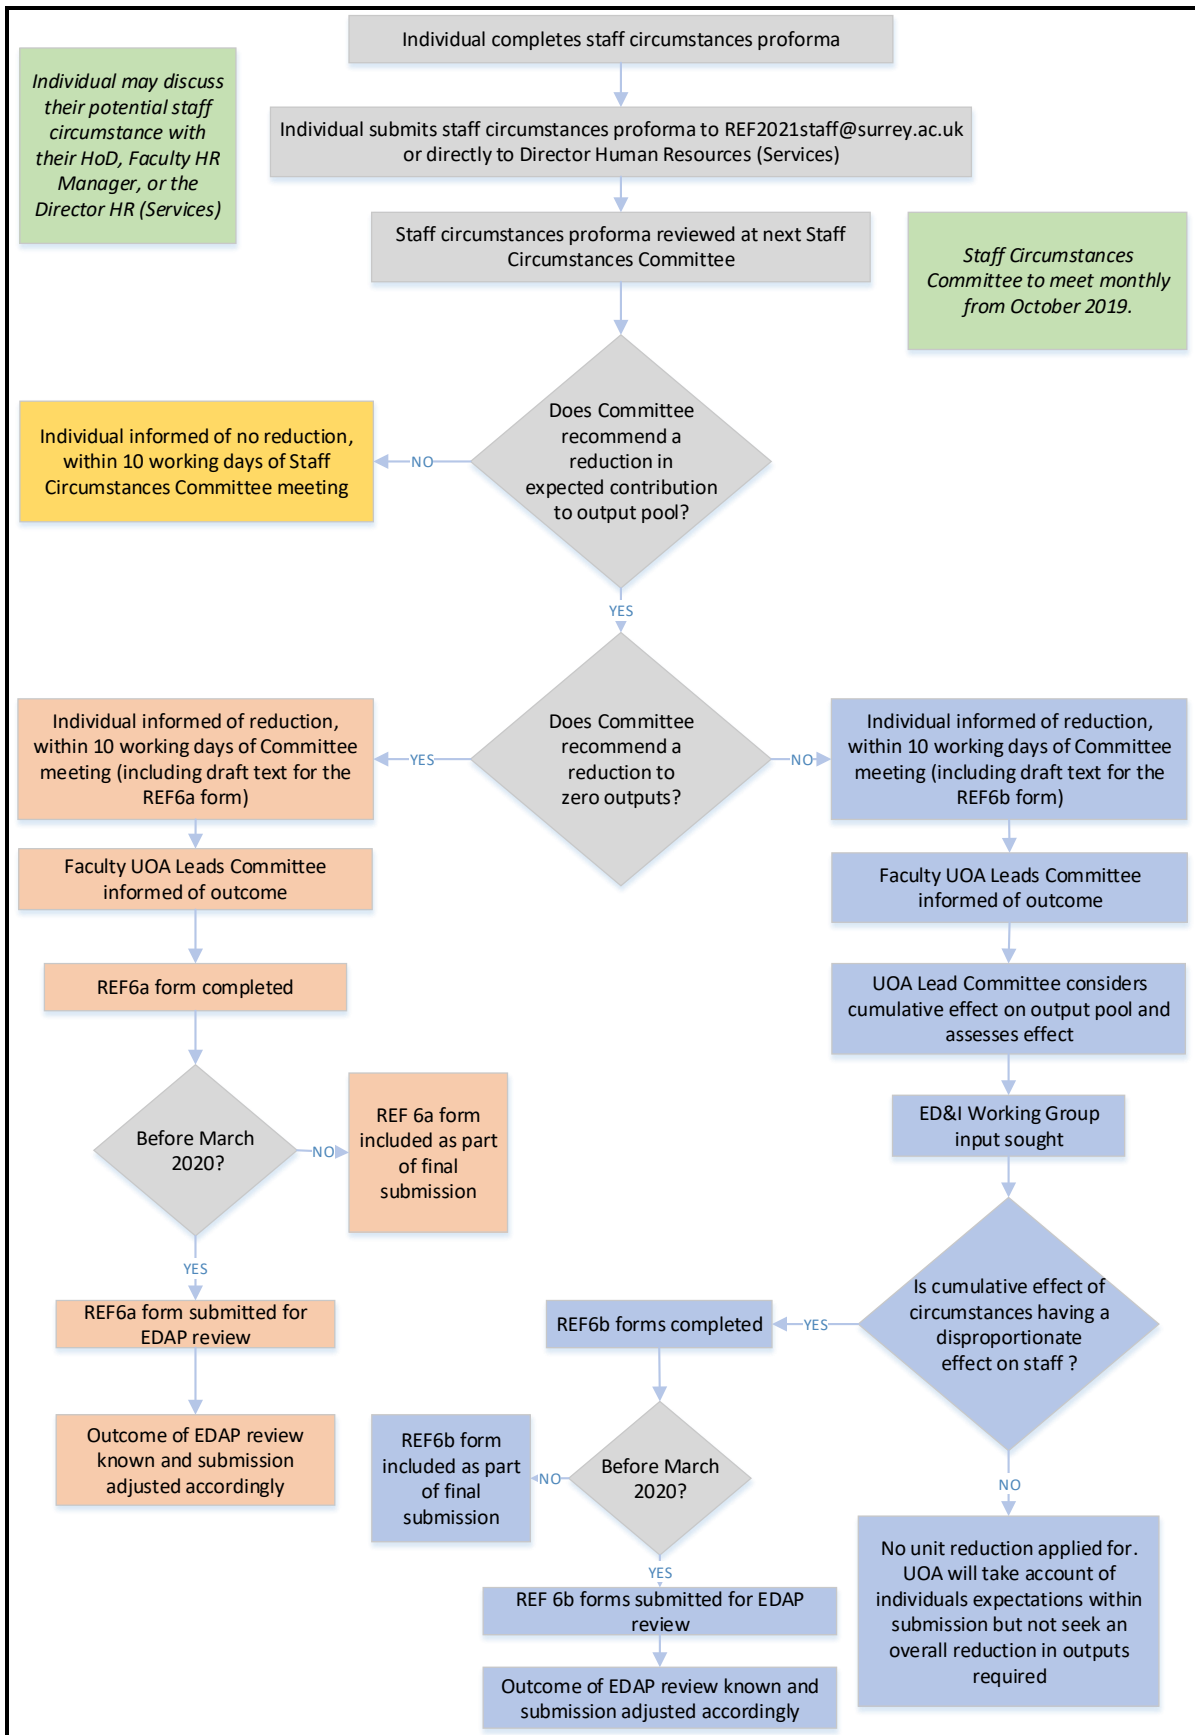 Individual completes staff circumstances proforma
Individual may discuss
their potential staff
circumstance with
their HoD, Faculty HR
Manager, or the
Director HR (Services)
Individual submits staff circumstances proforma to REF2021staff@surrey.ac.uk
or directly to Director Human Resources (Services)
Staff circumstances proforma reviewed at next Staff
Circumstances Committee
Staff Circumstances
Committee to meet monthly
from October 2019.
Does Committee
recommend a
reduction in
expected contribution
to output pool?
NO
Individual informed of no reduction,
within 10 working days of Staff
Circumstances Committee meeting
YES
Does Committee
recommend a
reduction to
zero outputs?
YES
Individual informed of reduction,
within 10 working days of Committee
meeting (including draft text for the
REF6a form)
NO
Individual informed of reduction,
within 10 working days of Committee
meeting (including draft text for the
REF6b form)
Faculty UOA Leads Committee
informed of outcome
Faculty UOA Leads Committee
informed of outcome
REF6a form completed
UOA Lead Committee considers
cumulative effect on output pool and
assesses effect
Before March
2020?
NO
REF 6a form
included as part
of final
submission
ED&I Working Group
input sought
YES
REF6a form submitted for
EDAP review
Is cumulative effect of
circumstances having a
disproportionate
effect on staff ?
YES
REF6b forms completed
Outcome of EDAP review
known and submission
adjusted accordingly
Before March
2020?
NO
REF6b form
included as part
of final
submission
NO
No unit reduction applied for.
UOA will take account of
individuals expectations within
submission but not seek an
overall reduction in outputs
required
YES
REF 6b forms submitted for EDAP
review
Outcome of EDAP review known and
submission adjusted accordingly